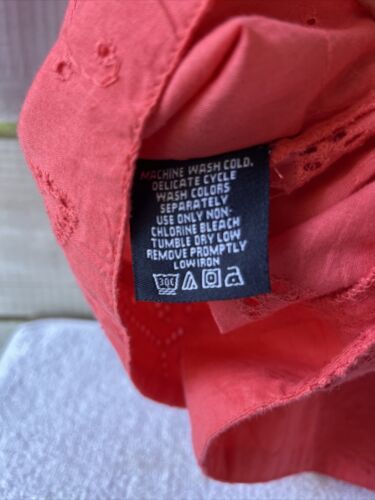 MACHINE WASH COLD.
DELICATE CYCLE
WASH COLORS
SEPARATELY
USE ONLY NON-
CHLORINE BLEACH
TUMBLE DRY LOW
REMOVE PROMPTLY
LOW IRON
30C